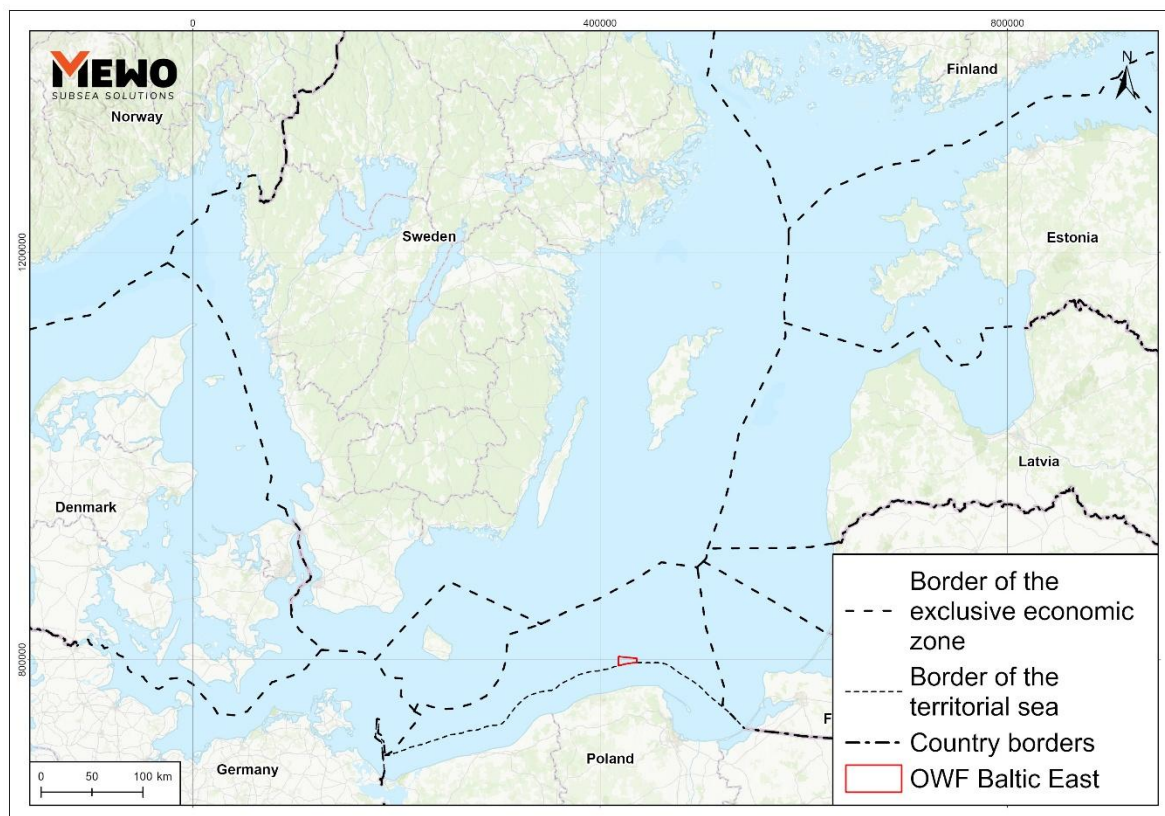 0
400000
800000
MEWO
SUBSEA SOLUTIONS
Norway
Finland
N
1200000
Sweden
Estonia
Latvia
Denmark
800000
Germany
Poland
F
0 50 100 km
Border of the
exclusive economic
zone
Border of the
territorial sea
Country borders
OWF Baltic East